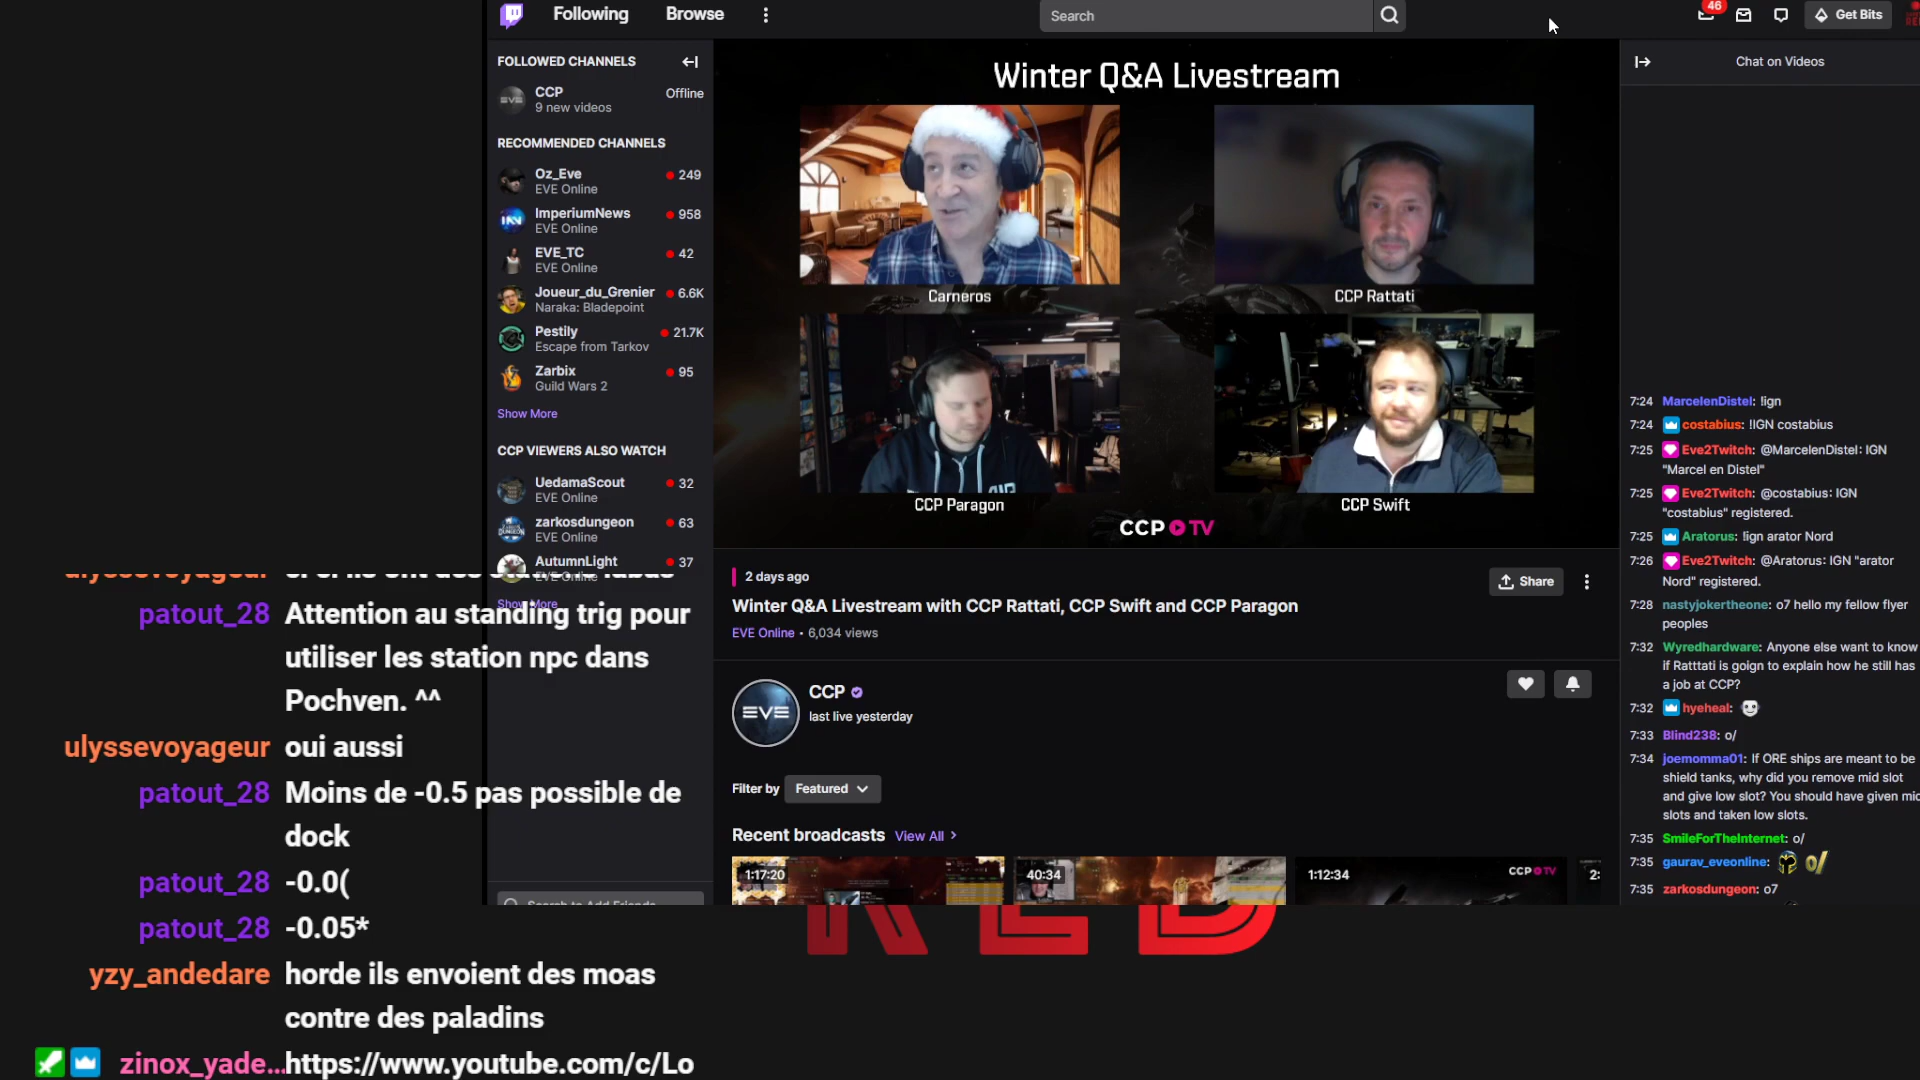 Following
Browse
Search
46
Get Bits
FOLLOWED CHANNELS
CCP
Offline
9 new videos
RECOMMENDED CHANNELS
Oz_Eve
249
EVE Online
ImperiumNews
958
EVE Online
EVE_TC
42
EVE Online
Joueur_du_Grenier
6.6K
Naraka: Bladepoint
Pestily
21.7K
Escape from Tarkov
Zarbix
95
Guild Wars 2
Show More
CCP VIEWERS ALSO WATCH
UedamaScout
32
EVE Online
zarkosdungeon
63
EVE Online
AutumnLight
37
EVE Online
Show More
Winter Q&A Livestream
Carneros
CCP Rattati
CCP Paragon
CCP Swift
CCP TV
2 days ago
Share
Winter Q&A Livestream with CCP Rattati, CCP Swift and CCP Paragon
EVE Online • 6,034 views
EVE
CCP
last live yesterday
Filter by
Featured
Recent broadcasts
View All
1:17:20
40:34
1:12:34
CCP TV
2:
Chat on Videos
7:24 MarcelenDistel: !ign
7:24 costabius: !IGN costabius
7:25 Eve2Twitch: @MarcelenDistel: IGN
"Marcel en Distel"
7:25 Eve2Twitch: @costabius: IGN
"costabius" registered.
7:25 Aratorus: !ign arator Nord
7:26 Eve2Twitch: @Aratorus: IGN "arator
Nord" registered.
7:28 nastyjokertheone: o7 hello my fellow flyer
peoples
7:32 Wyredhardware: Anyone else want to know
if Ratttati is goign to explain how he still has
a job at CCP?
7:32 hyeheal:
7:33 Blind238: o/
7:34 joemomma01: If ORE ships are meant to be
shield tanks, why did you remove mid slot
and give low slot? You should have given mid
slots and taken low slots.
7:35 SmileForTheInternet: o/
7:35 gaurav_eveonline: o/
7:35 zarkosdungeon: o7
ulyssevoyageur
patout_28 Attention au standing trig pour
utiliser les station npc dans
Pochven. ^^
ulyssevoyageur oui aussi
patout_28 Moins de -0.5 pas possible de
dock
patout_28 -0.0(
patout_28 -0.05*
yzy_andedare horde ils envoient des moas
contre des paladins
zinox_yade... https://www.youtube.com/c/Lo
RED